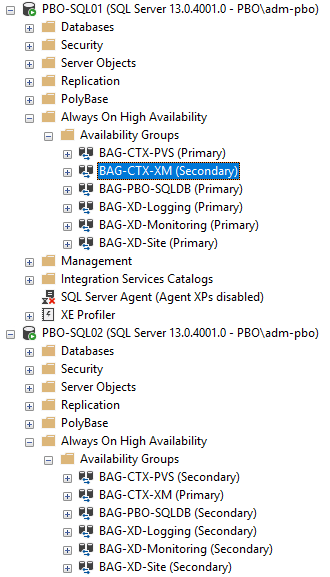 PBO-SQL01 (SQL Server 13.0.4001.0 - PBO\adm-pbo)
Databases
Security
Server Objects
Replication
PolyBase
Always On High Availability
Availability Groups
BAG-CTX-PVS (Primary)
BAG-CTX-XM (Secondary)
BAG-PBO-SQLDB (Primary)
BAG-XD-Logging (Primary)
BAG-XD-Monitoring (Primary)
BAG-XD-Site (Primary)
Management
Integration Services Catalogs
SQL Server Agent (Agent XPs disabled)
XE Profiler
PBO-SQL02 (SQL Server 13.0.4001.0 - PBO\adm-pbo)
Databases
Security
Server Objects
Replication
PolyBase
Always On High Availability
Availability Groups
BAG-CTX-PVS (Secondary)
BAG-CTX-XM (Primary)
BAG-PBO-SQLDB (Secondary)
BAG-XD-Logging (Secondary)
BAG-XD-Monitoring (Secondary)
BAG-XD-Site (Secondary)